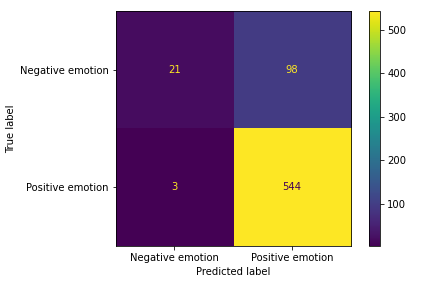 Negative emotion
Positive emotion
True label
21
98
3
544
Negative emotion
Positive emotion
Predicted label
500
400
300
200
100